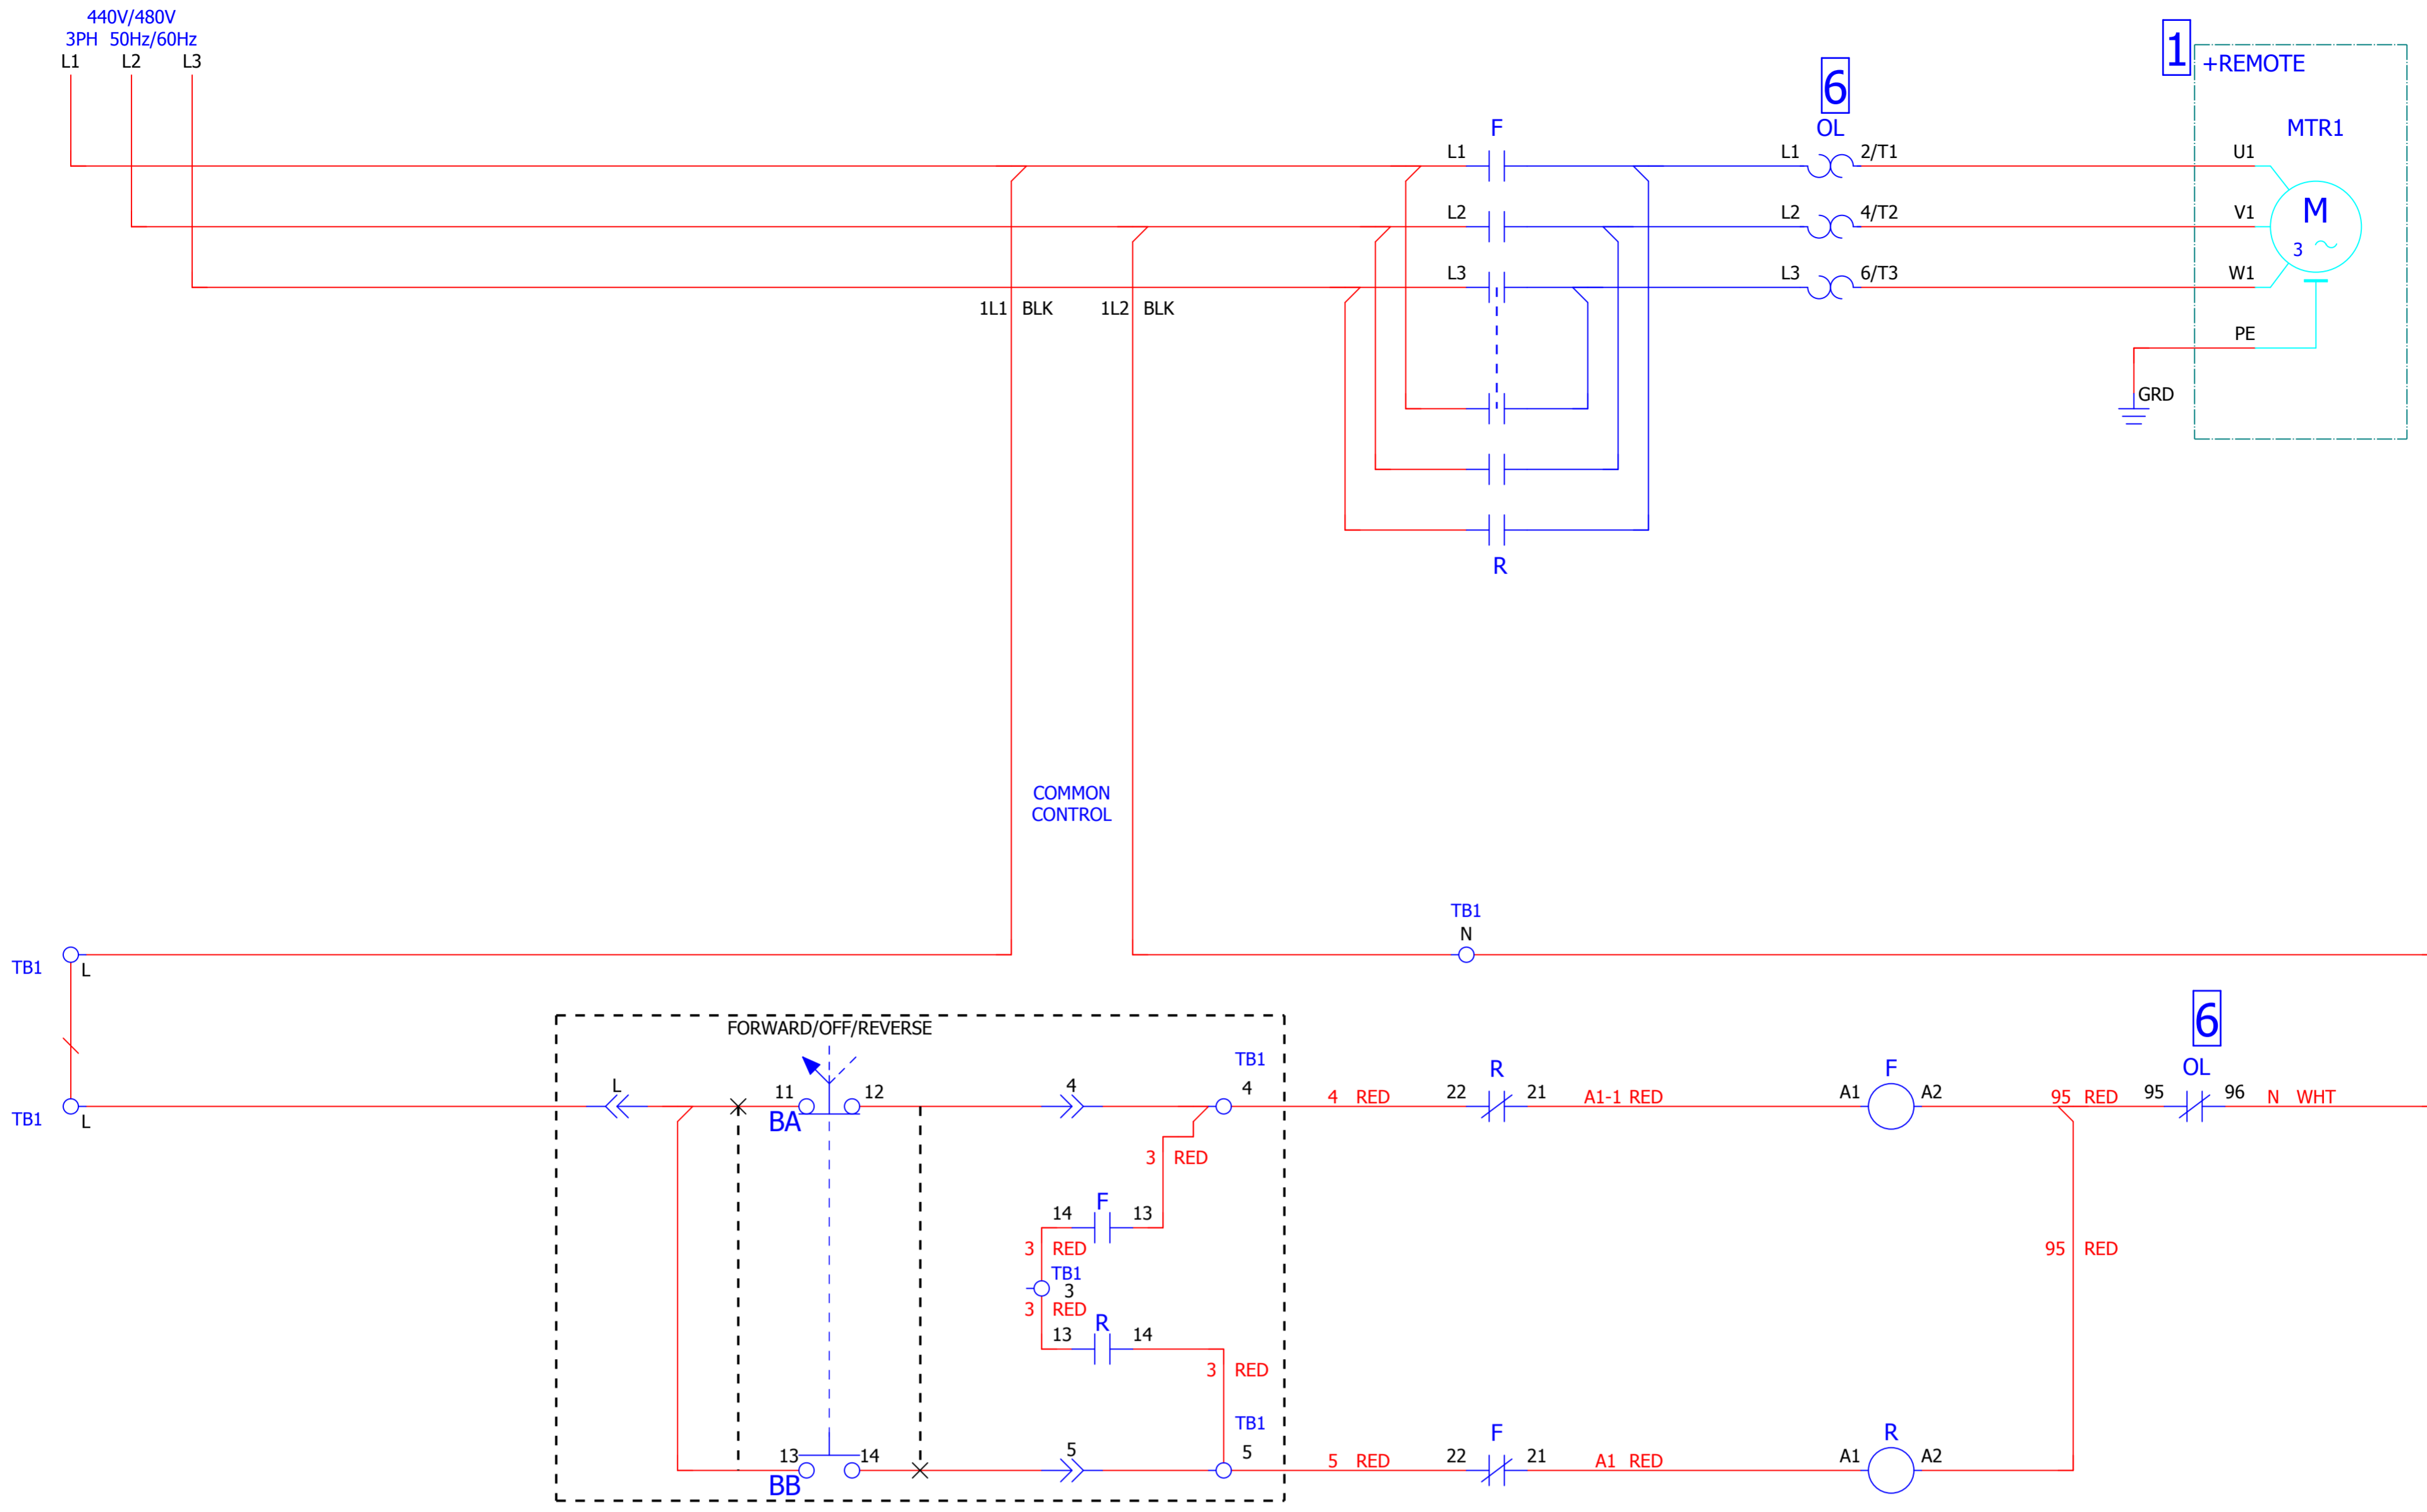 440V/480V
3PH 50Hz/60Hz
L1 L2 L3
1
+REMOTE
6
F OL MTR1
L1 L1 2/T1 U1
L2 L2 4/T2 V1 M
3
L3 L3 6/T3 W1
1L1 BLK 1L2 BLK
PE
GRD
R
COMMON
CONTROL
TB1
N
TB1 L
6
FORWARD/OFF/REVERSE
TB1 R F OL
L 11 12 4 4 4 RED 22 21 A1-1 RED A1 A2 95 RED 95 96 N WHT
TB1 L BA
3 RED
F
14 13
3 RED 95 RED
TB1
3
3 RED
R
13 14
3 RED
TB1 F R
13 14 5 5 5 RED 22 21 A1 RED A1 A2
BB